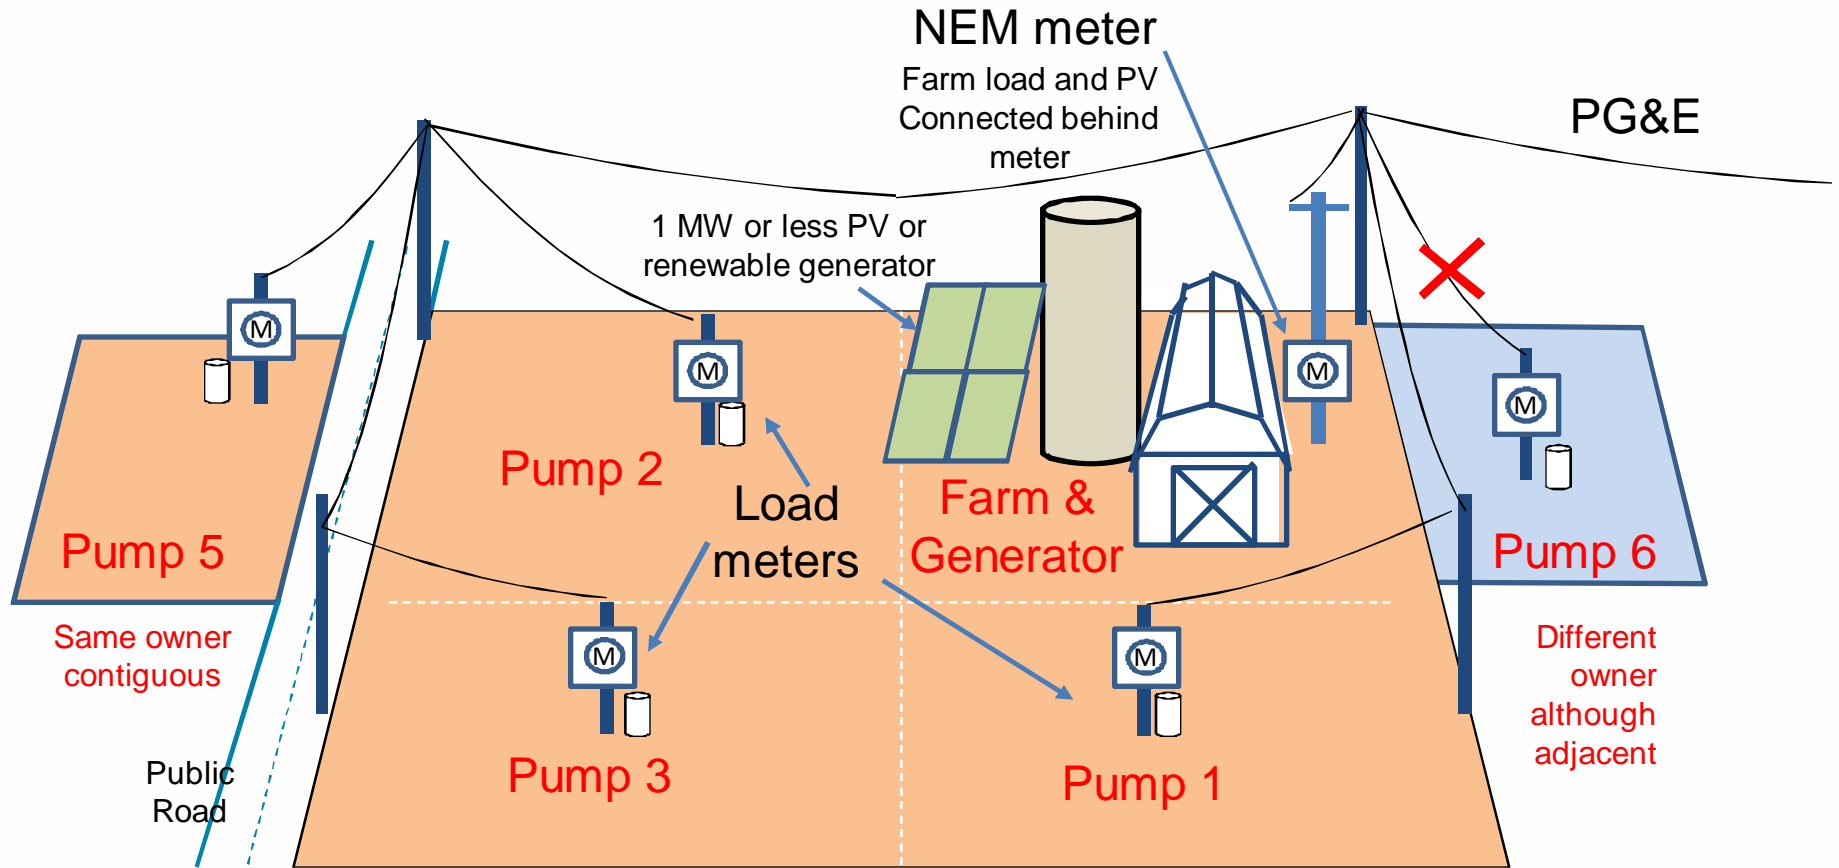 NEM meter
Farm load and PV
Connected behind
meter
PG&E
1 MW or less PV or
renewable generator
M
M
M
M
Pump 2
Load
meters
Farm &
Generator
Pump 5
Pump 6
Same owner
contiguous
M
M
Different
owner
although
adjacent
Public
Road
Pump 3
Pump 1